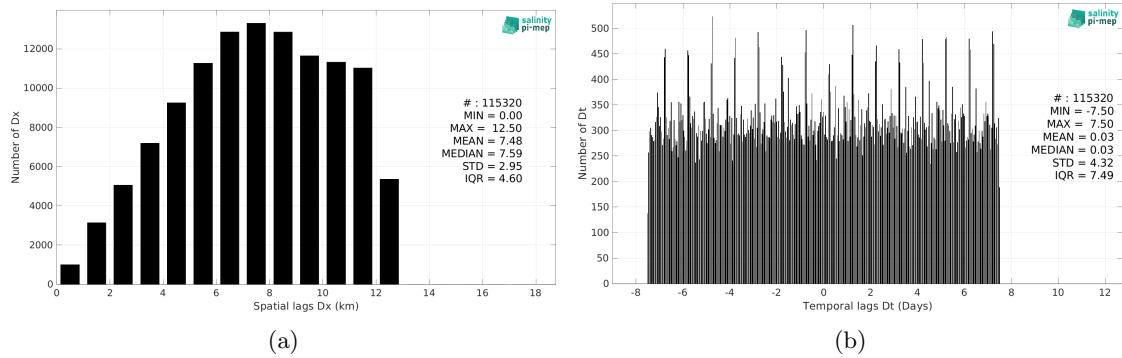 salinity
pi-mep
Number of Dx
12000
10000
8000
6000
4000
2000
0
# : 115320
MIN = 0.00
MAX = 12.50
MEAN = 7.48
MEDIAN = 7.59
STD = 2.95
IQR = 4.60
0 2 4 6 8 10 12 14 16 18
Spatial lags Dx (km)
(a)
salinity
pi-mep
Number of Dt
500
450
400
350
300
250
200
150
100
50
0
# : 115320
MIN = -7.50
MAX = 7.50
MEAN = 0.03
MEDIAN = 0.03
STD = 4.32
IQR = 7.49
-8 -6 -4 -2 0 2 4 6 8 10 12
Temporal lags Dt (Days)
(b)